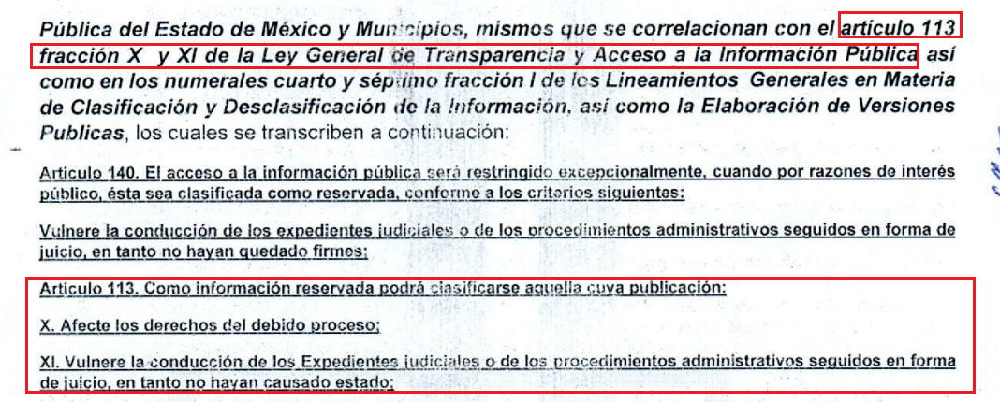 Pública del Estado de México y Municipios, mismos que se correlacionan con el artículo 113
fracción X y XI de la Ley General de Transparencia y Acceso a la Información Pública así
como en los numerales cuarto y séptimo fracción I de los Lineamientos Generales en Materia
de Clasificación y Desclasificación de la Información, así como la Elaboración de Versiones
Publicas, los cuales se transcriben a continuación:
Artículo 140. El acceso a la información pública será restringido excepcionalmente, cuando por razones de interés
público, ésta sea clasificada como reservada, conforme a los criterios siguientes:
Vulnere la conducción de los expedientes judiciales o de los procedimientos administrativos seguidos en forma de
juicio, en tanto no hayan quedado firmes;
Artículo 113. Como información reservada podrá clasificarse aquella cuya publicación:
X. Afecte los derechos del debido proceso;
XI. Vulnere la conducción de los Expedientes judiciales o de los procedimientos administrativos seguidos en forma
de juicio, en tanto no hayan causado estado;